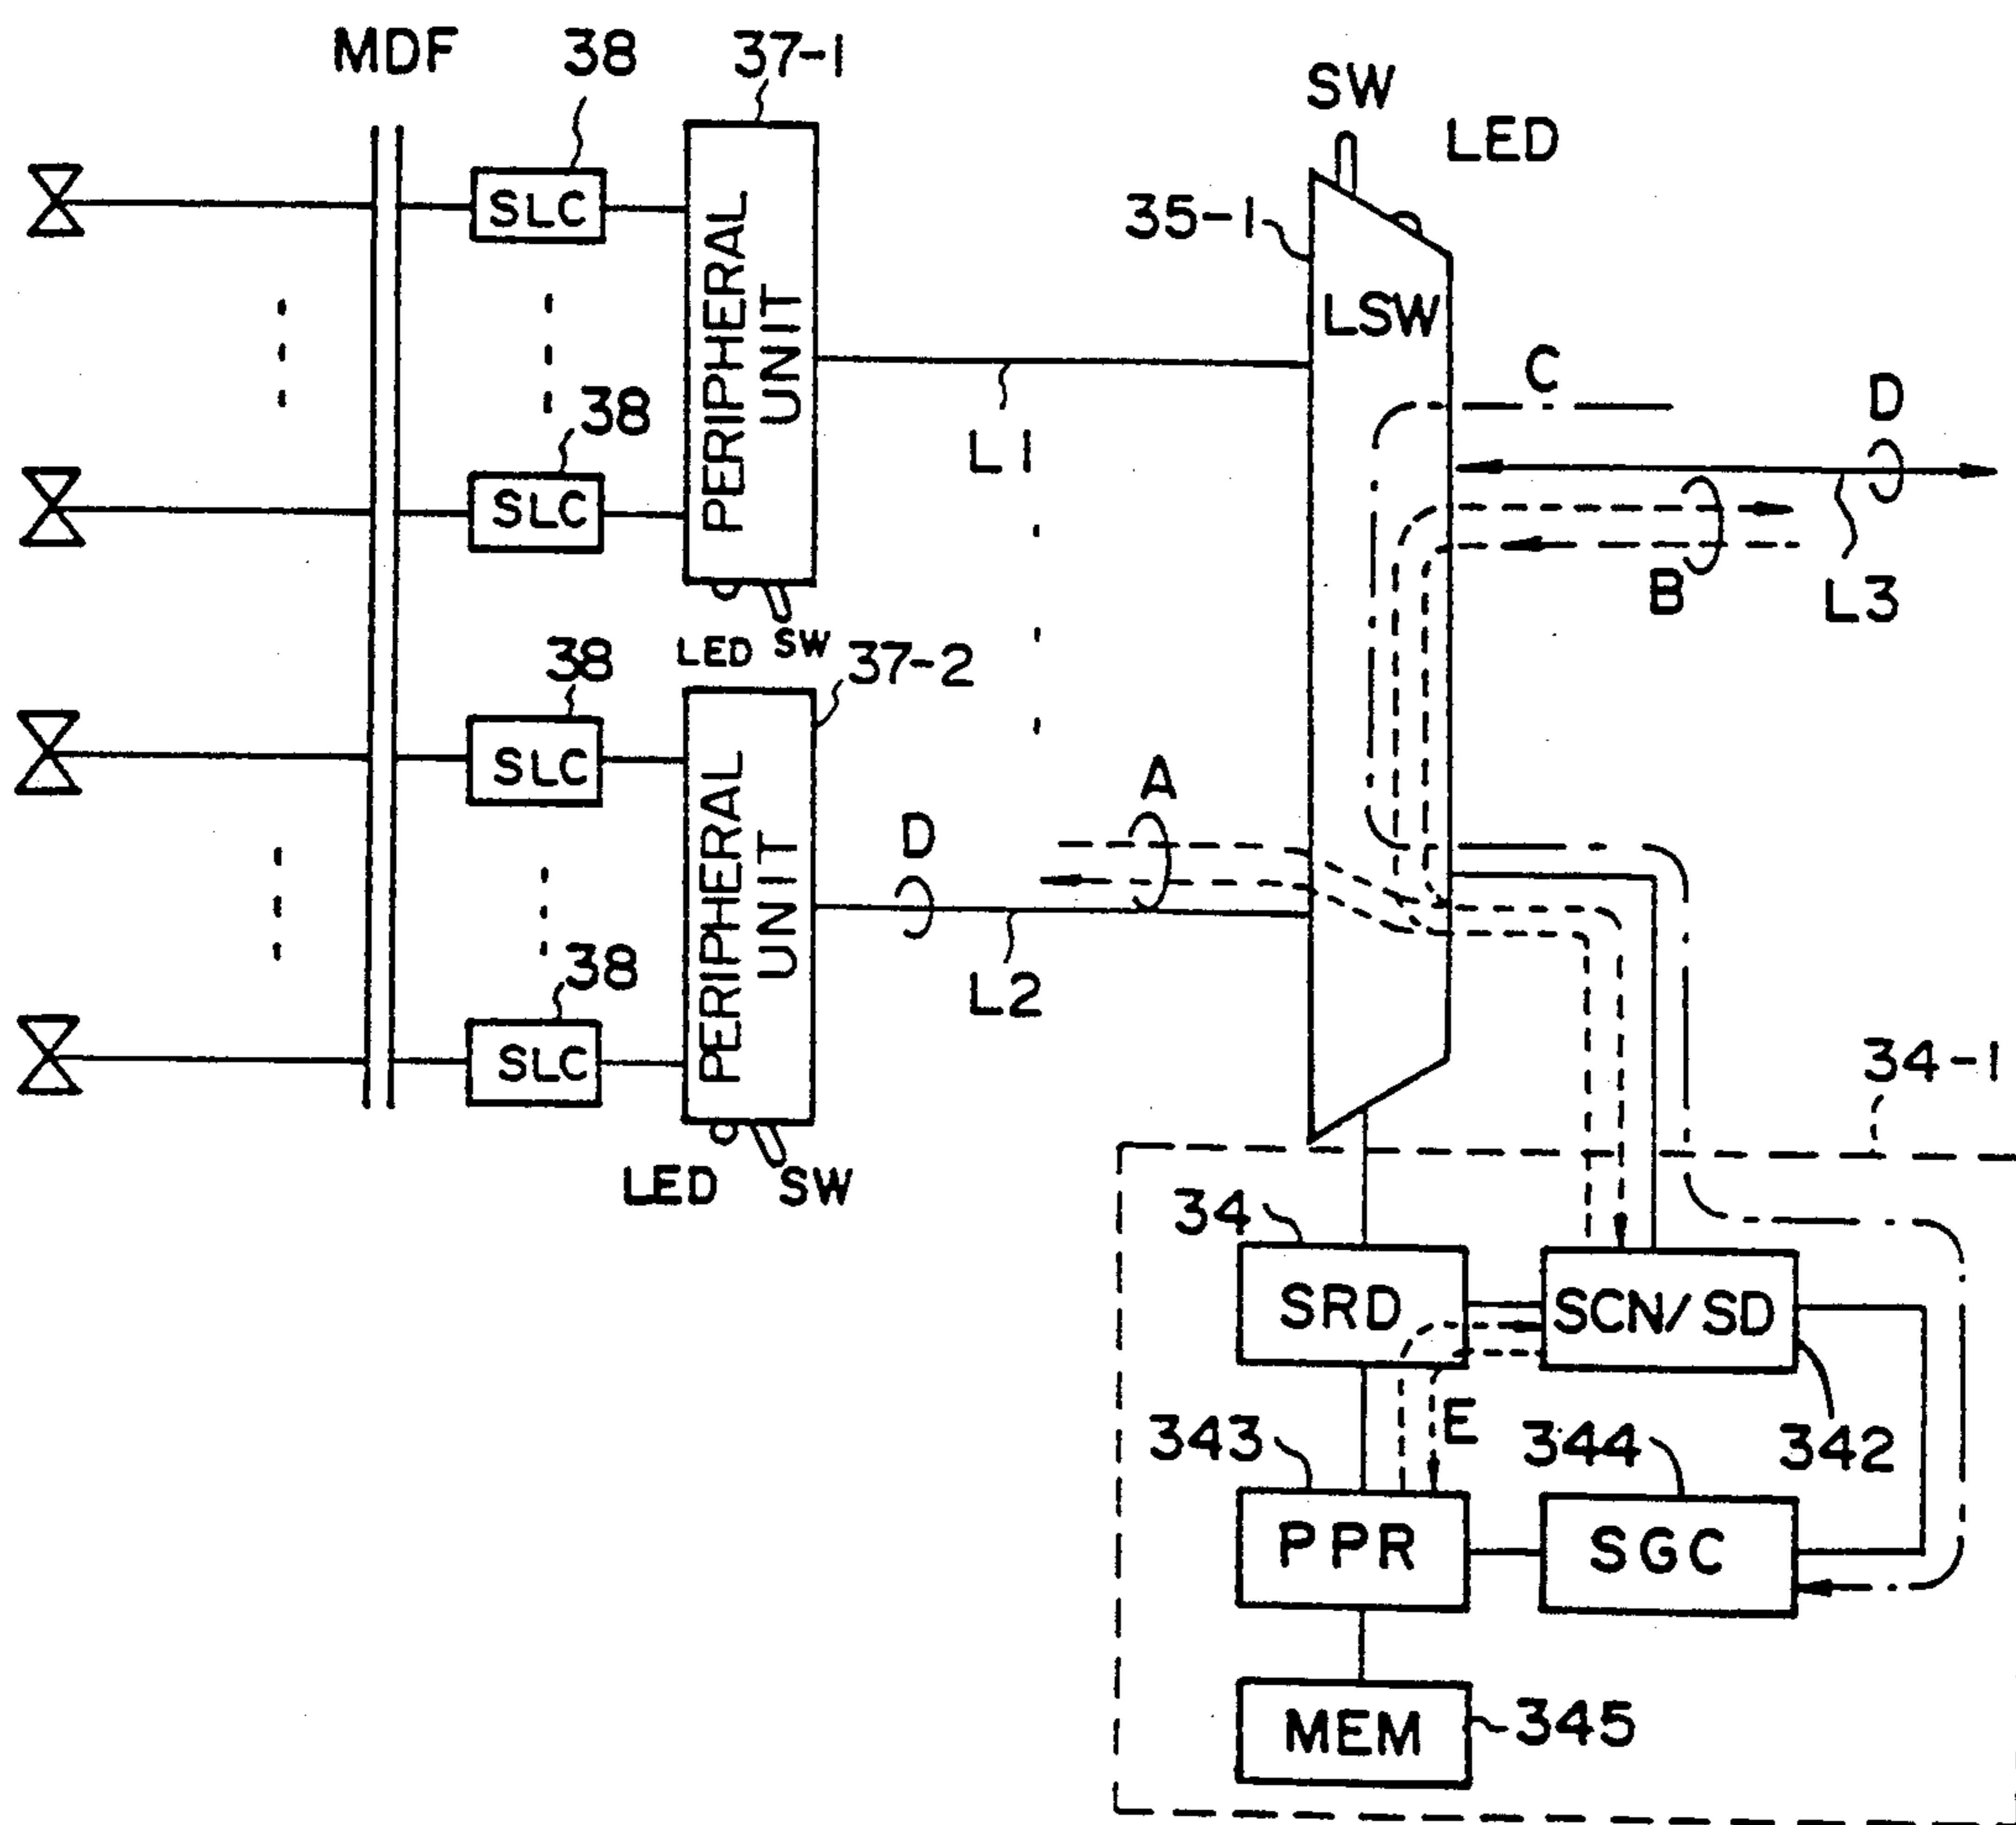 MDF
38
37-1
SW
LED
SLC
35-1
PERIPHERAL
UNIT
LSW
C
D
38
SLC
L1
B
L3
LED
SW
38
37-2
SLC
PERIPHERAL
UNIT
A
D
38
L2
SLC
34-1
LED
SW
34
SRD
SCN/SD
E
343
344
342
PPR
SGC
MEM
345